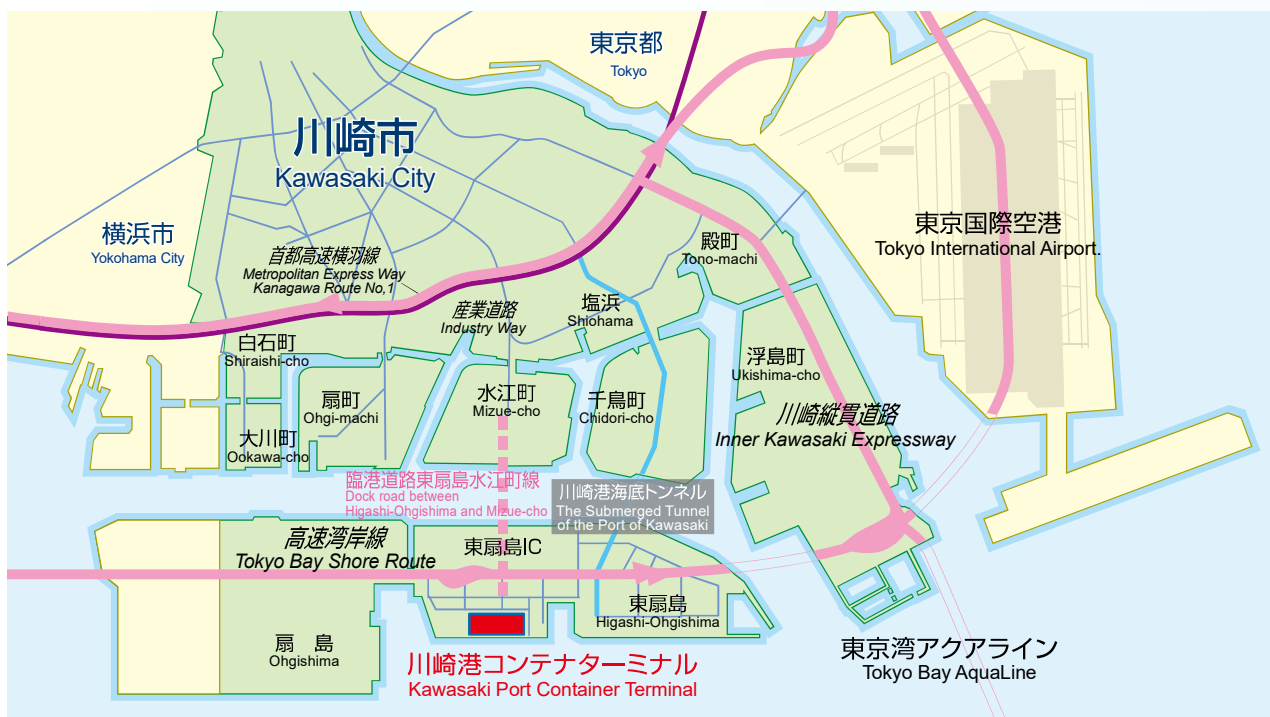 東京都
Tokyo
川崎市
Kawasaki City
横浜市
Yokohama City
東京国際空港
Tokyo International Airport.
殿町
Tono-machi
首都高速横羽線
Metropolitan Express Way
Kanagawa Route No,1
産業道路
Industry Way
塩浜
Shiohama
白石町
Shiraishi-cho
浮島町
Ukishima-cho
扇町
Ohgi-machi
水江町
Mizue-cho
千鳥町
Chidori-cho
川崎縦貫道路
Inner Kawasaki Expressway
大川町
Ookawa-cho
臨港道路東扇島水江町線
Dock road between
Higashi-Ohgishima and Mizue-cho
川崎港海底トンネル
The Submerged Tunnel
of the Port of Kawasaki
高速湾岸線
Tokyo Bay Shore Route
東扇島IC
東扇島
Higashi-Ohgishima
扇 島
Ohgishima
川崎港コンテナターミナル
Kawasaki Port Container Terminal
東京湾アクアライン
Tokyo Bay AquaLine